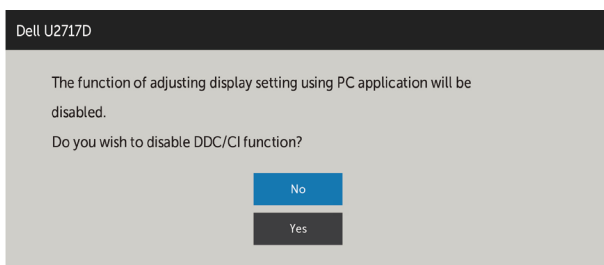 Dell U2717D
The function of adjusting display setting using PC application will be
disabled.
Do you wish to disable DDC/CI function?
No
Yes